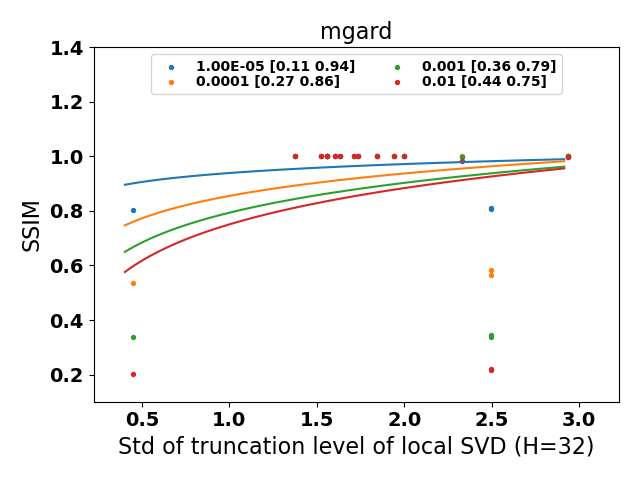 mgard
1.4
1.00E-05 [0.11 0.94]
0.001 [0.36 0.79]
0.0001 [0.27 0.86]
0.01 [0.44 0.75]
1.2
1.0
0.8
0.6
0.4
0.2
SSIM
0.5 1.0 1.5 2.0 2.5 3.0
Std of truncation level of local SVD (H=32)